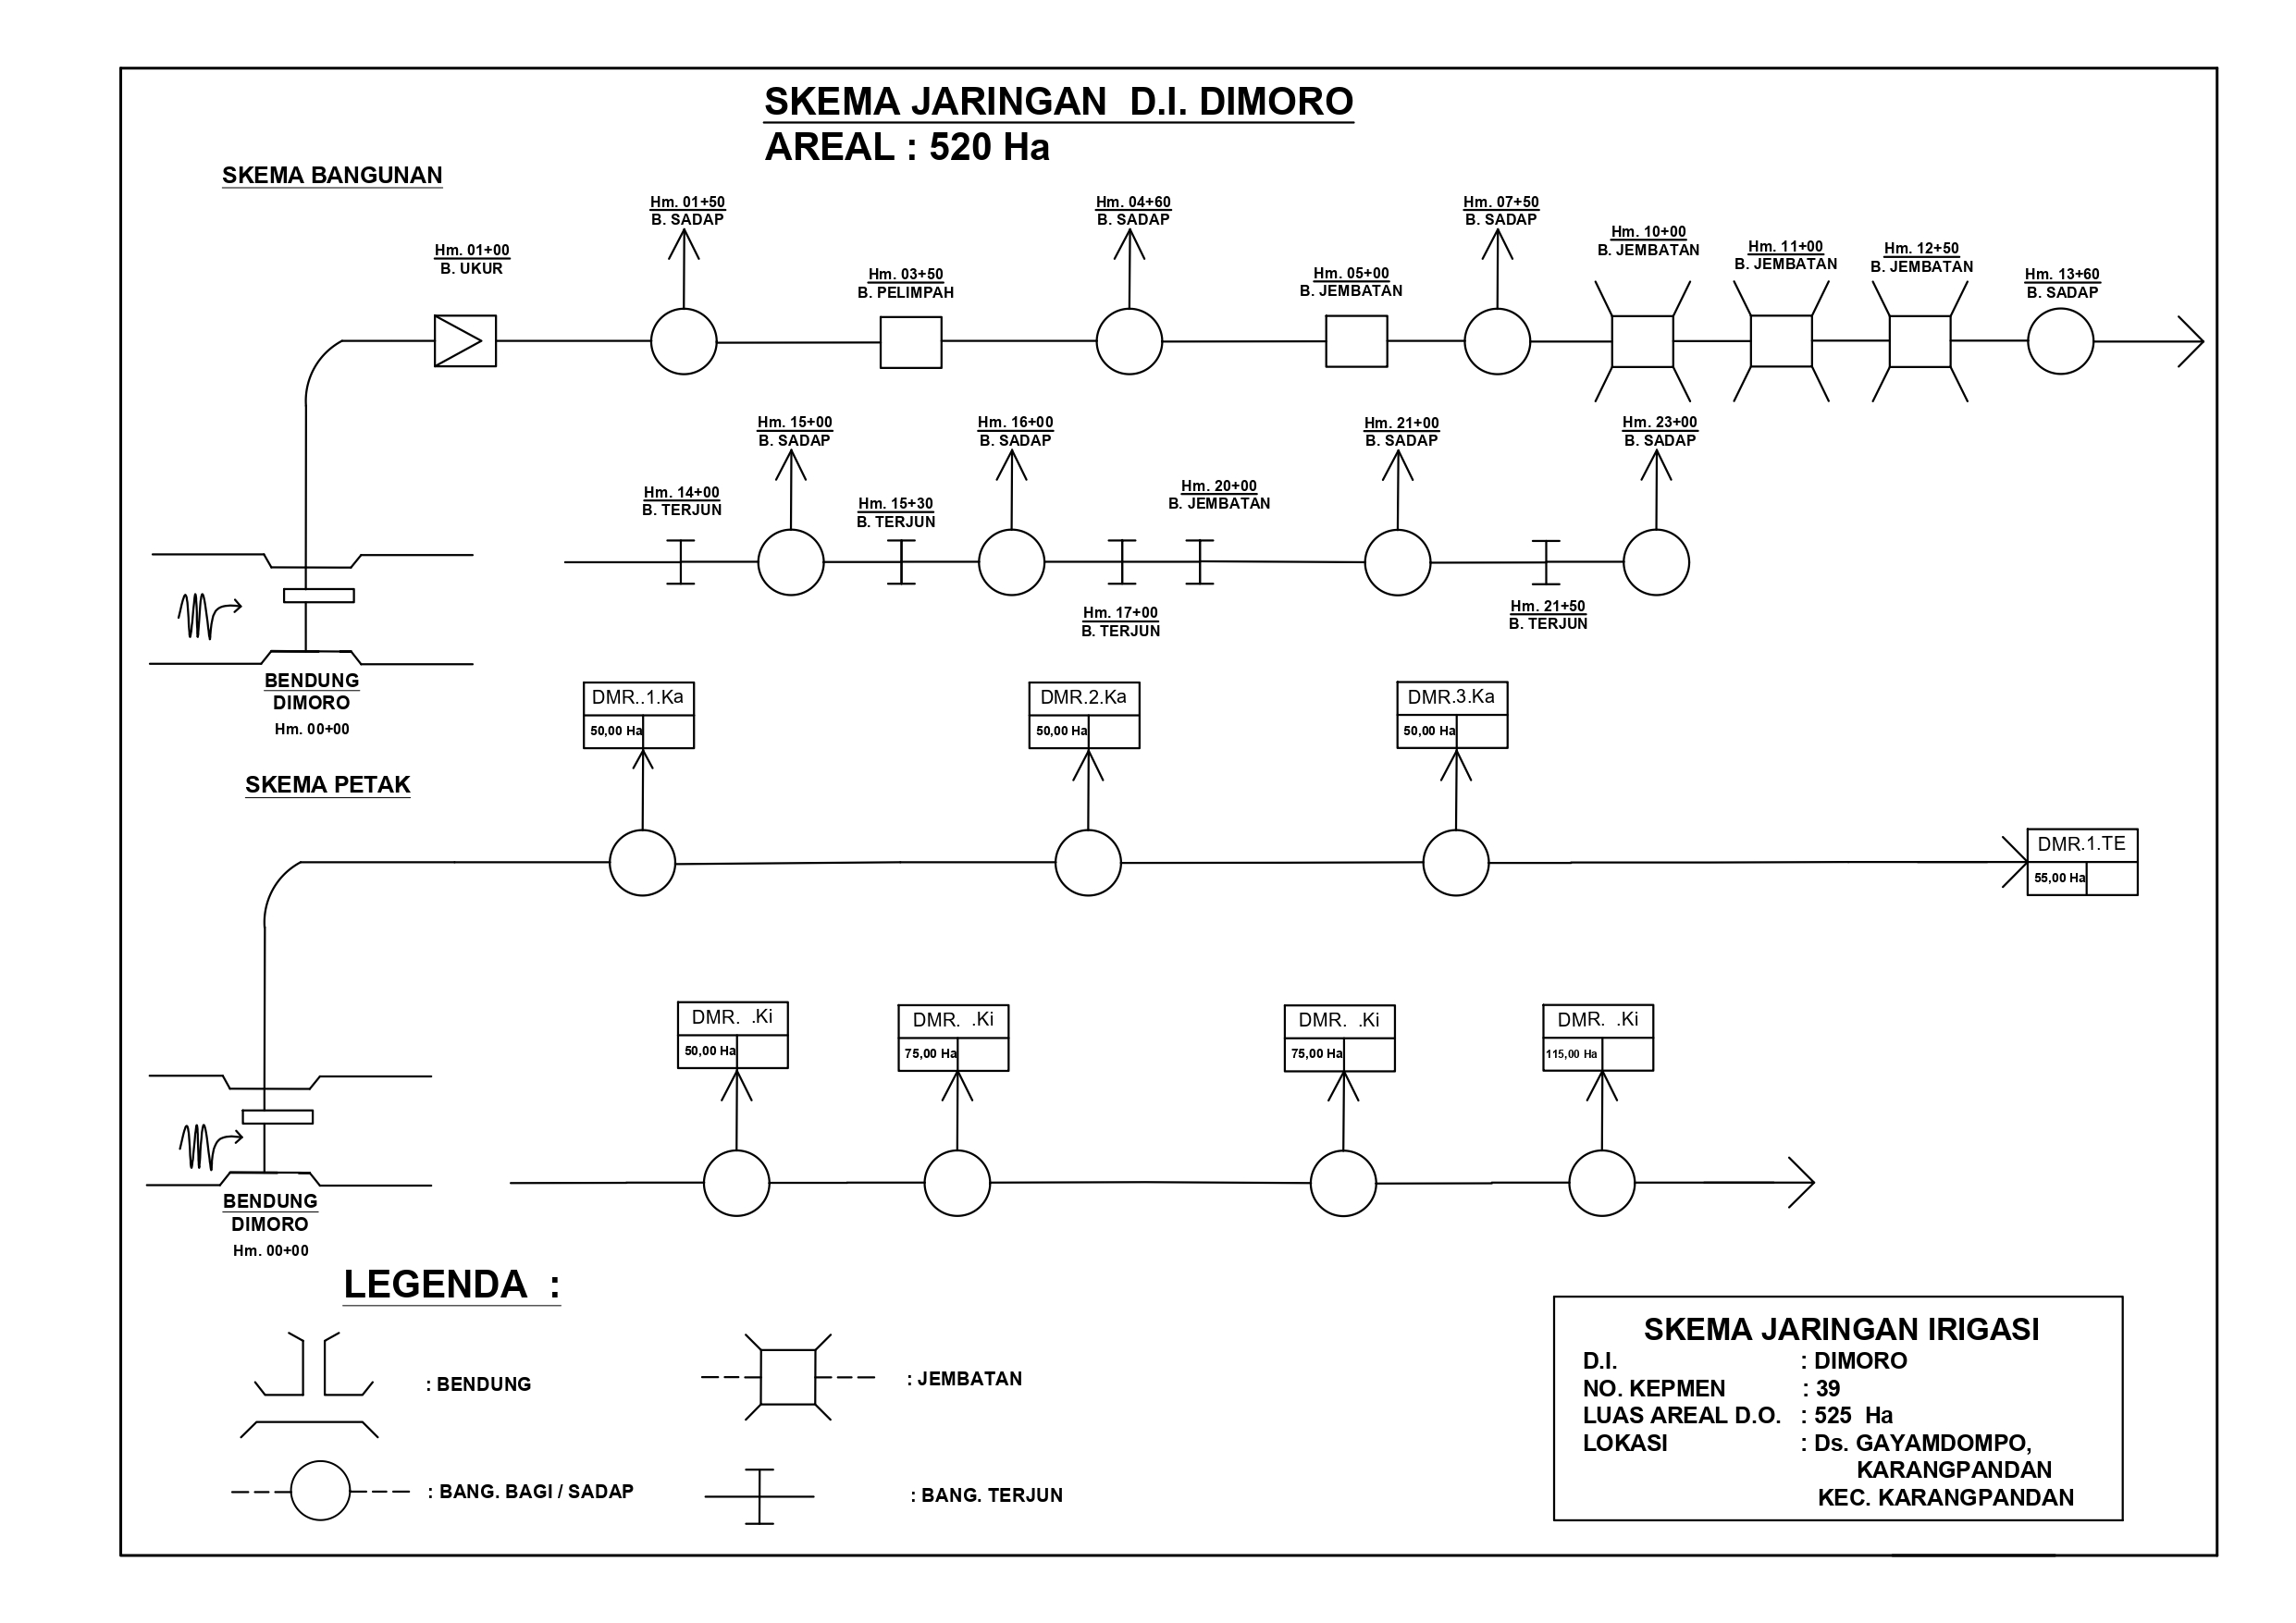 SKEMA JARINGAN D.I. DIMORO
AREAL : 520 Ha
SKEMA BANGUNAN
Hm. 01+00
B. UKUR
Hm. 01+50
B. SADAP
Hm. 03+50
B. PELIMPAH
Hm. 04+60
B. SADAP
Hm. 05+00
B. JEMBATAN
Hm. 07+50
B. SADAP
Hm. 10+00
B. JEMBATAN
Hm. 11+00
B. JEMBATAN
Hm. 12+50
B. JEMBATAN
Hm. 13+60
B. SADAP
Hm. 14+00
B. TERJUN
Hm. 15+00
B. SADAP
Hm. 15+30
B. TERJUN
Hm. 16+00
B. SADAP
Hm. 17+00
B. TERJUN
Hm. 20+00
B. JEMBATAN
Hm. 21+00
B. SADAP
Hm. 21+50
B. TERJUN
Hm. 23+00
B. SADAP
BENDUNG
DIMORO
Hm. 00+00
SKEMA PETAK
DMR..1.Ka
50,00 Ha
DMR.2.Ka
50,00 Ha
DMR.3.Ka
50,00 Ha
DMR.1.TE
55,00 Ha
DMR. .Ki
50,00 Ha
DMR. .Ki
75,00 Ha
DMR. .Ki
75,00 Ha
DMR. .Ki
115,00 Ha
BENDUNG
DIMORO
Hm. 00+00
LEGENDA :
: BENDUNG
: JEMBATAN
: BANG. BAGI / SADAP
: BANG. TERJUN
SKEMA JARINGAN IRIGASI
D.I. : DIMORO
NO. KEPMEN : 39
LUAS AREAL D.O. : 525 Ha
LOKASI : Ds. GAYAMDOMPO,
KARANGPANDAN
KEC. KARANGPANDAN